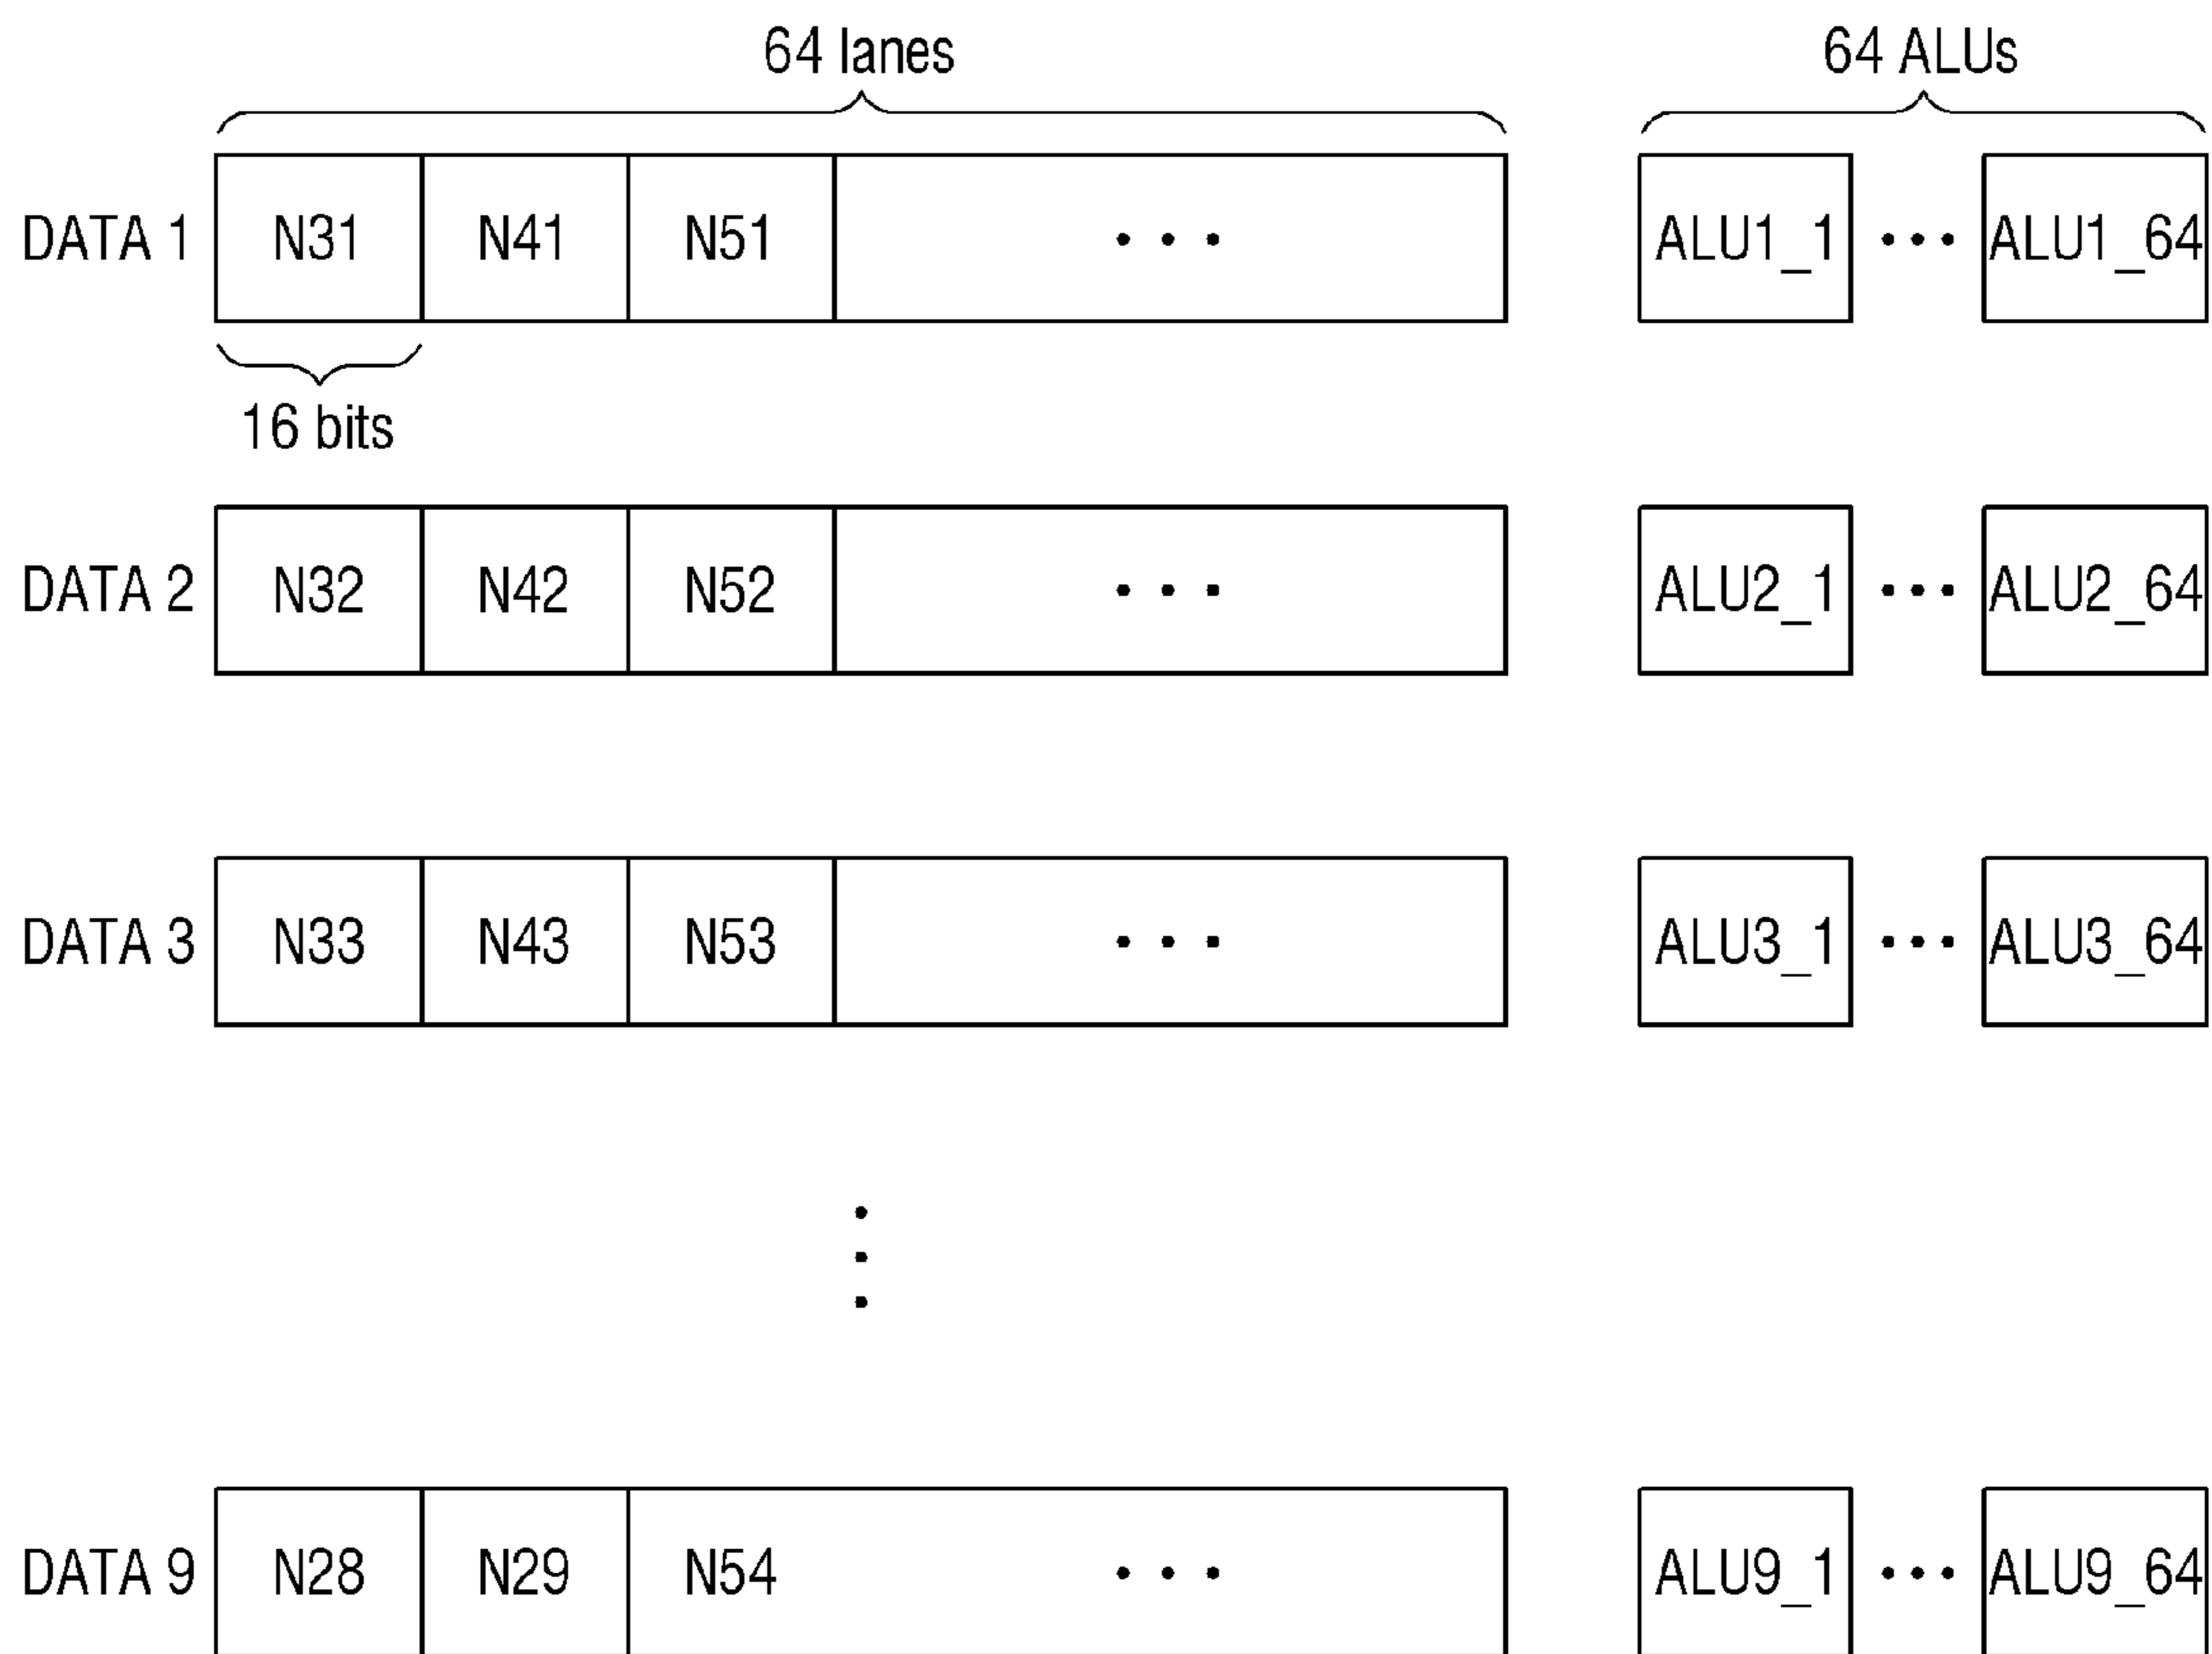 64 lanes 64 ALUs
DATA 1 N31 N41 N51 • • • ALU1_1 • • • ALU1_64
16 bits
DATA 2 N32 N42 N52 • • • ALU2_1 • • • ALU2_64
DATA 3 N33 N43 N53 • • • ALU3_1 • • • ALU3_64
DATA 9 N28 N29 N54 • • • ALU9_1 • • • ALU9_64